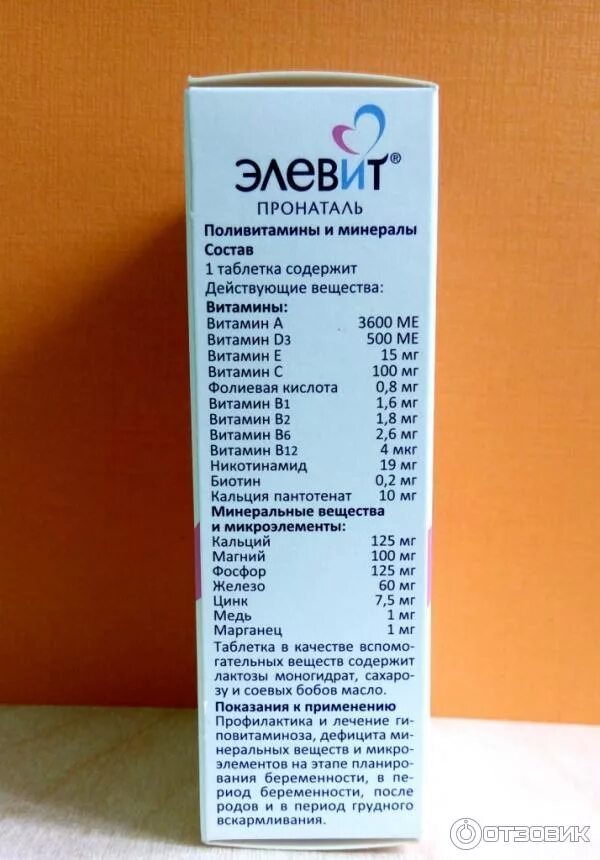 ЭЛЕВИТ®
ПРОНАТАЛЬ
Поливитамины и минералы
Состав
1 таблетка содержит
Действующие вещества:
Витамины:
Витамин А 3600 МЕ
Витамин D3 500 МЕ
Витамин Е 15 мг
Витамин С 100 мг
Фолиевая кислота 0,8 мг
Витамин В1 1,6 мг
Витамин В2 1,8 мг
Витамин В6 2,6 мг
Витамин В12 4 мкг
Никотинамид 19 мг
Биотин 0,2 мг
Кальция пантотенат 10 мг
Минеральные вещества
и микроэлементы:
Кальций 125 мг
Магний 100 мг
Фосфор 125 мг
Железо 60 мг
Цинк 7,5 мг
Медь 1 мг
Марганец 1 мг
Таблетка в качестве вспомо-
гательных веществ содержит
лактозы моногидрат, сахаро-
зу и соевых бобов масло.
Показания к применению
Профилактика и лечение ги-
повитаминоза, дефицита ми-
неральных веществ и микро-
элементов на этапе планиро-
вания беременности, в пе-
риод беременности, после
родов и в период грудного
вскармливания.
ОТЗОВИК